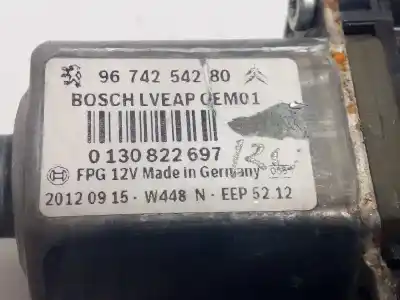 96 742 542 80
BOSCH LVEAP OEM01
0 130 822 697
FPG 12V Made in Germany
2012 09 15 - W448 N - EEP 52.12